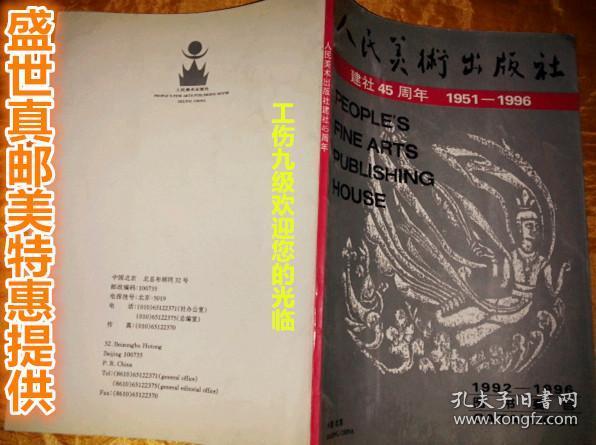 盛世真邮美特惠提供
人民美术出版社
PEOPLE'S FINE ARTS PUBLISHING HOUSE
BEIJING CHINA
工伤九级欢迎您的光临
中国北京 北总布胡同32号
邮政编码:100735
电报挂号:北京·5019
电 话:(010)65122371(社办公室)
(010)65122375(总编室)
传 真:(010)65122370
32. Beizongbu Hutong
Beijing 100735
P. R. China
Tel:(8610)65122371(general office)
(8610)65122375(general editorial office)
Fax:(8610)65122370
人民美术出版社建社45周年
人民美術出版社
建社 45 周年 1951—1996
PEOPLE'S
FINE ARTS
PUBLISHING
HOUSE
1992—1996
孔夫子旧书网